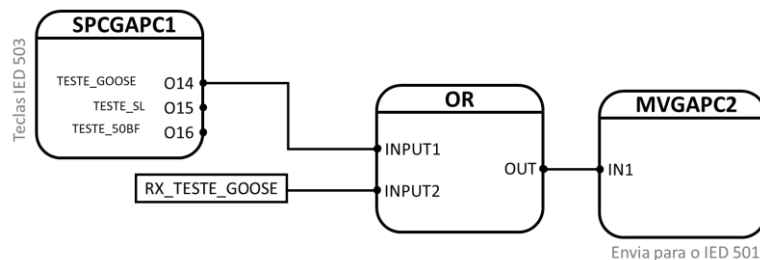 SPCGAPC1
Teclas IED 503
TESTE_GOOSE O14
TESTE_SL O15
TESTE_50BF O16
RX_TESTE_GOOSE
OR
INPUT1
INPUT2
OUT
MVGAPC2
IN1
Envia para o IED 501